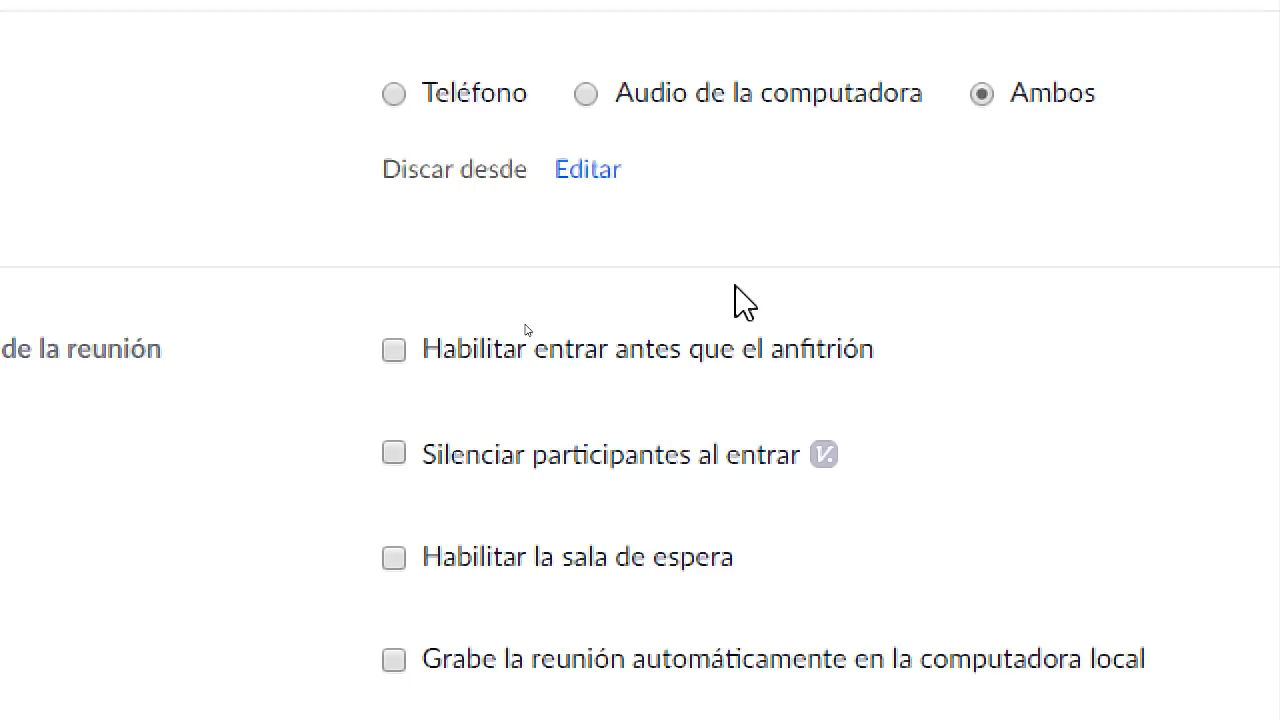 Teléfono Audio de la computadora Ambos
Discar desde Editar
de la reunión Habilitar entrar antes que el anfitrión
Silenciar participantes al entrar V.
Habilitar la sala de espera
Grabe la reunión automáticamente en la computadora local